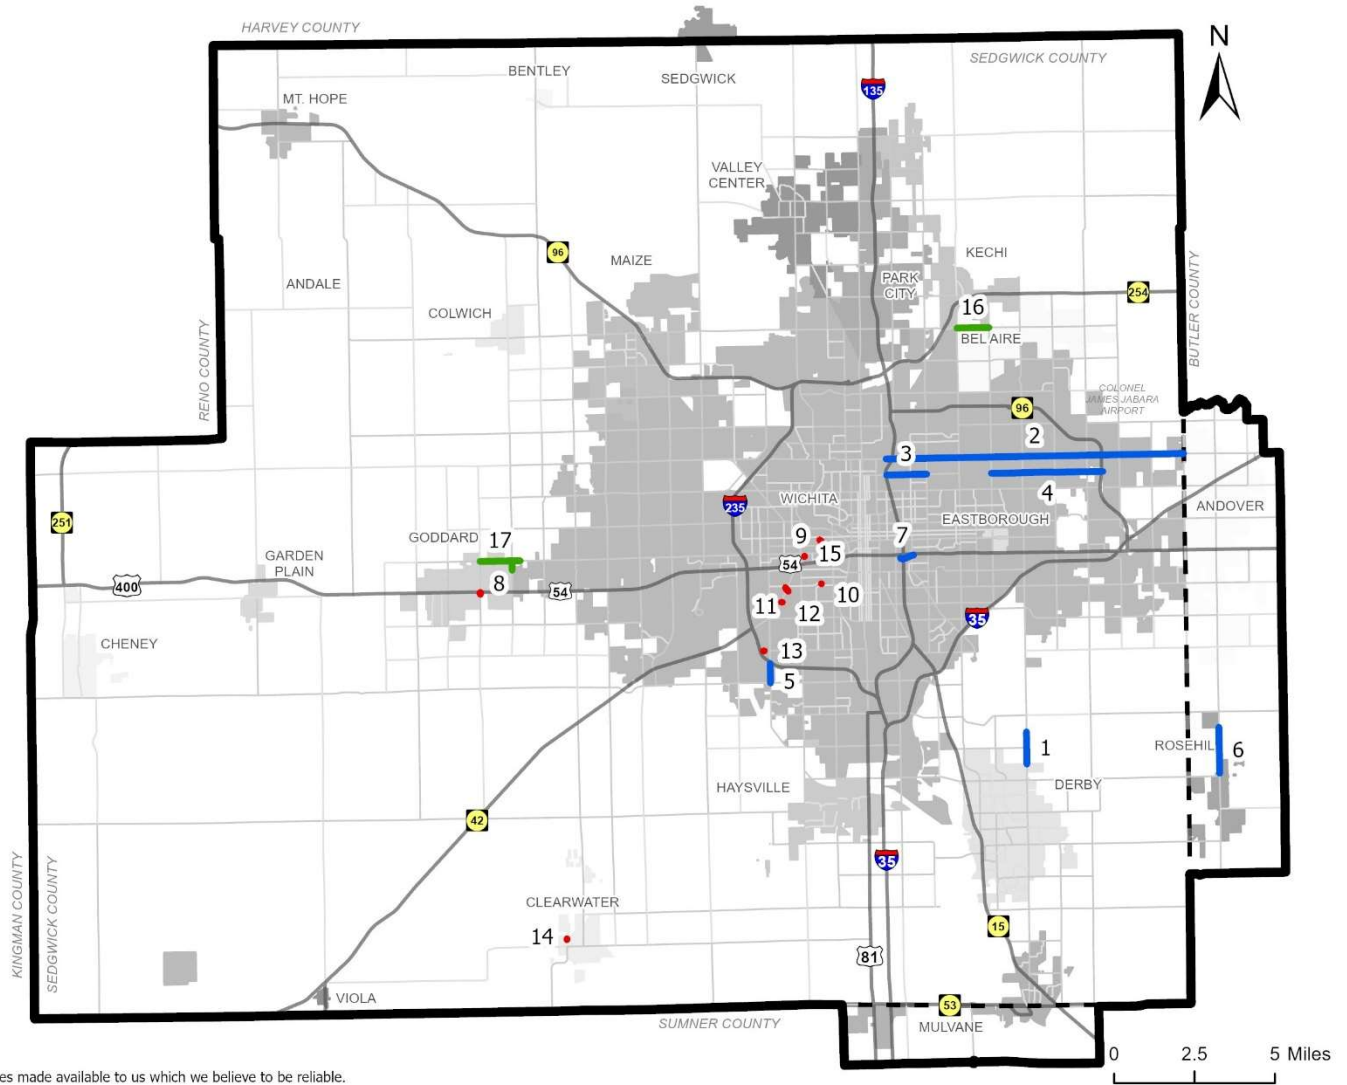 HARVEY COUNTY
N
SEDGWICK COUNTY
BENTLEY
SEDGWICK
135
MT. HOPE
VALLEY
CENTER
96
MAIZE
KECHI
BUTLER COUNTY
PARK
CITY
ANDALE
254
COLWICH
16
RENO COUNTY
BEL AIRE
COLONEL
JAMES JABARA
AIRPORT
96
2
3
WICHITA
4
235
ANDOVER
251
EASTBOROUGH
GODDARD
17
9
7
GARDEN
PLAIN
15
54
400
8
54
10
11
12
35
CHENEY
13
5
1
ROSEHIL
6
HAYSVILLE
DERBY
42
35
KINGMAN COUNTY
SEDGWICK COUNTY
CLEARWATER
14
15
81
VIOLA
53
SUMNER COUNTY
MULVANE
0
2.5
5 Miles
es made available to us which we believe to be reliable.